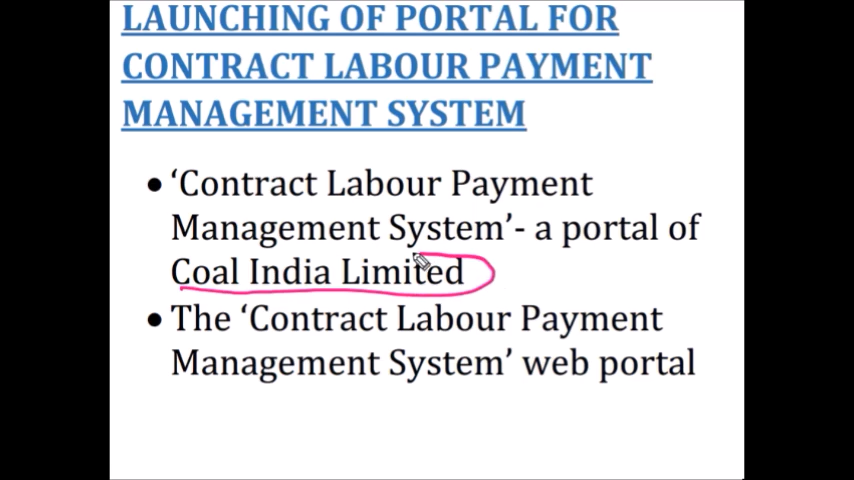 LAUNCHING OF PORTAL FOR
CONTRACT LABOUR PAYMENT
MANAGEMENT SYSTEM
•‘Contract Labour Payment
Management System’- a portal of
Coal India Limited
•The ‘Contract Labour Payment
Management System’ web portal